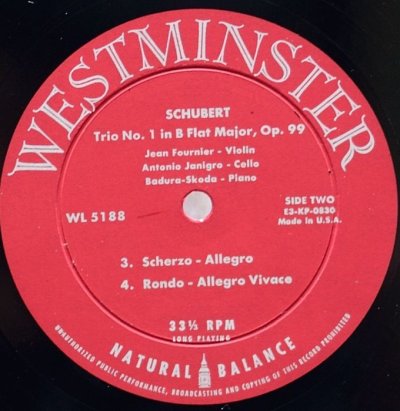 WESTMINSTER
SCHUBERT
Trio No. 1 in B Flat Major, Op. 99
Jean Fournier - Violin
Antonio Janigro - Cello
Badura-Skoda - Piano
WL 5188
SIDE TWO
E3-KP-0830
Made in U.S.A.
3. Scherzo - Allegro
4. Rondo - Allegro Vivace
33⅓ RPM
LONG PLAYING
NATURAL BALANCE
UNAUTHORIZED PUBLIC PERFORMANCE, BROADCASTING AND COPYING OF THIS RECORD PROHIBITED